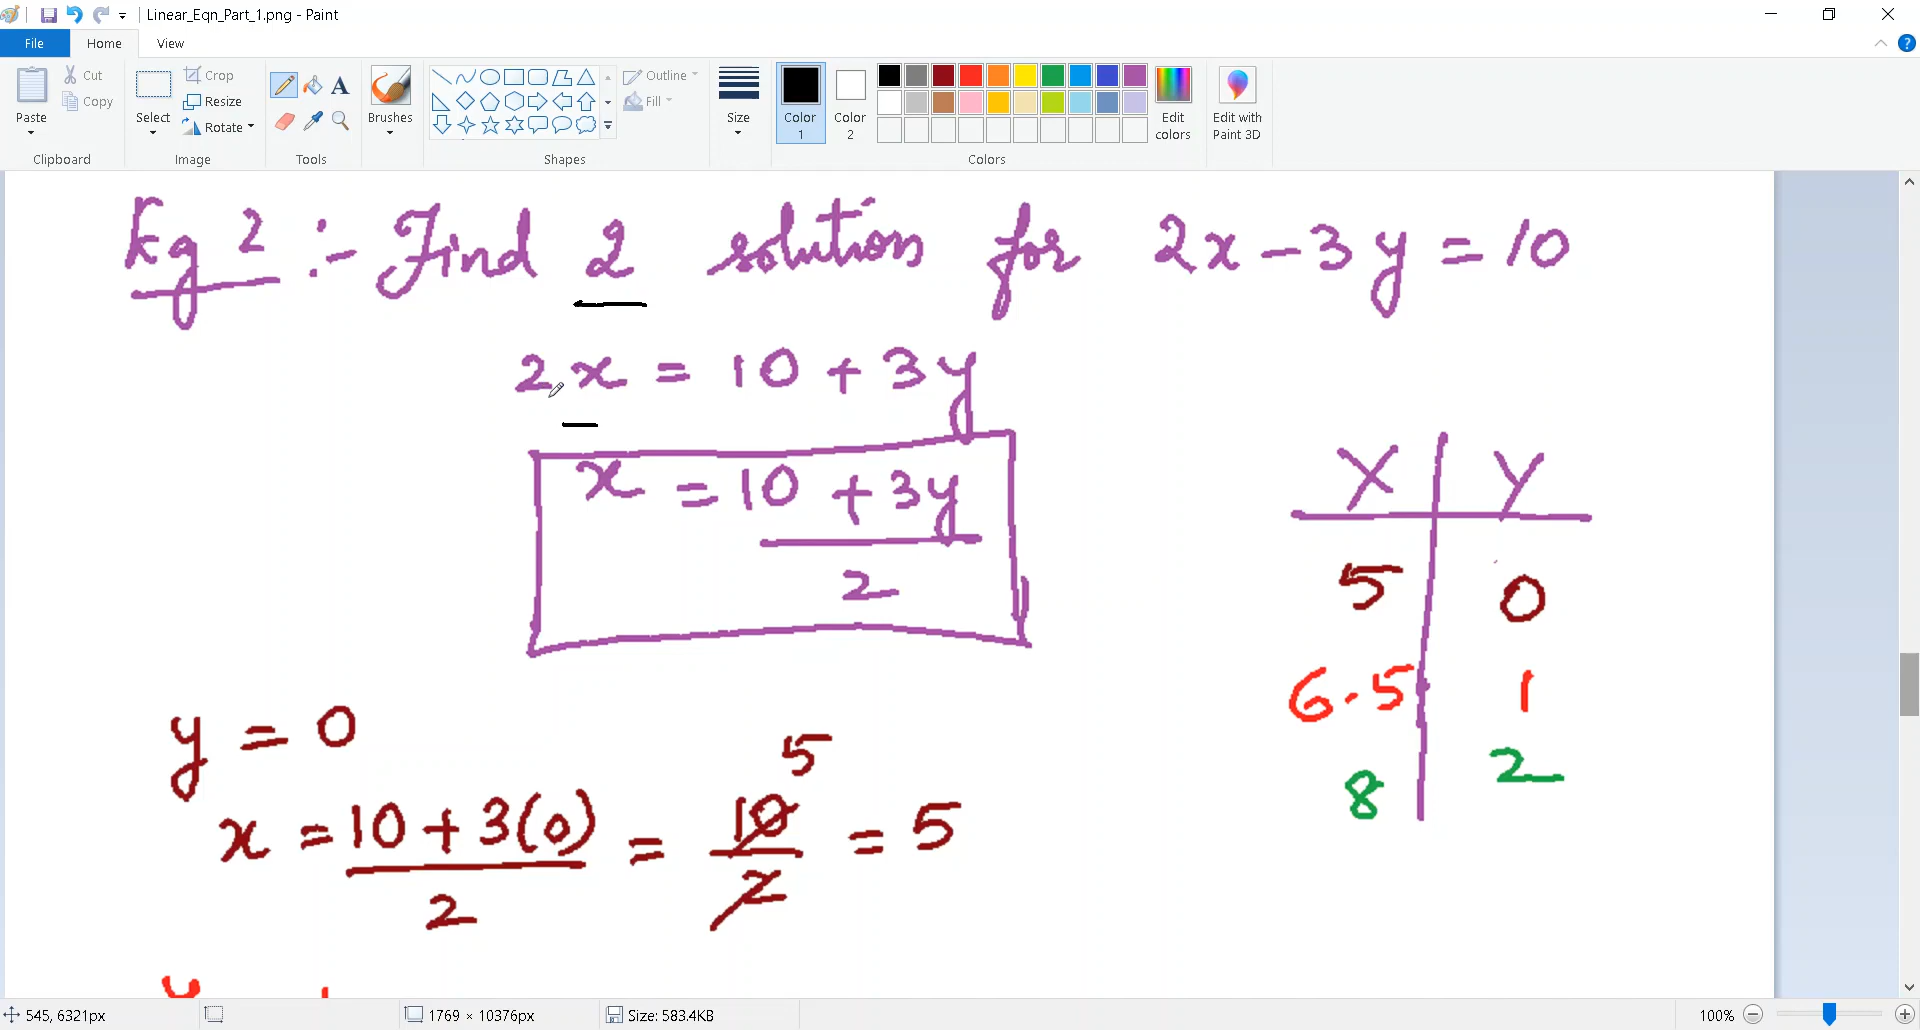 Linear_Eqn_Part_1.png - Paint
File Home View
Paste Cut Copy Clipboard
Select Crop Resize Rotate Image
Tools
Brushes
Outline Fill Shapes
Size
Color 1 Color 2 Edit colors Colors
Edit with Paint 3D
Eg 2 :- Find 2 solution for 2x - 3y = 10
2x = 10 + 3y
x = 10 + 3y
2
X Y
5 0
6.5 1
8 2
y = 0
x = 10 + 3(0) / 2 = 10 / 2 = 5
5
545, 6321px 1769 × 10376px Size: 583.4KB 100%